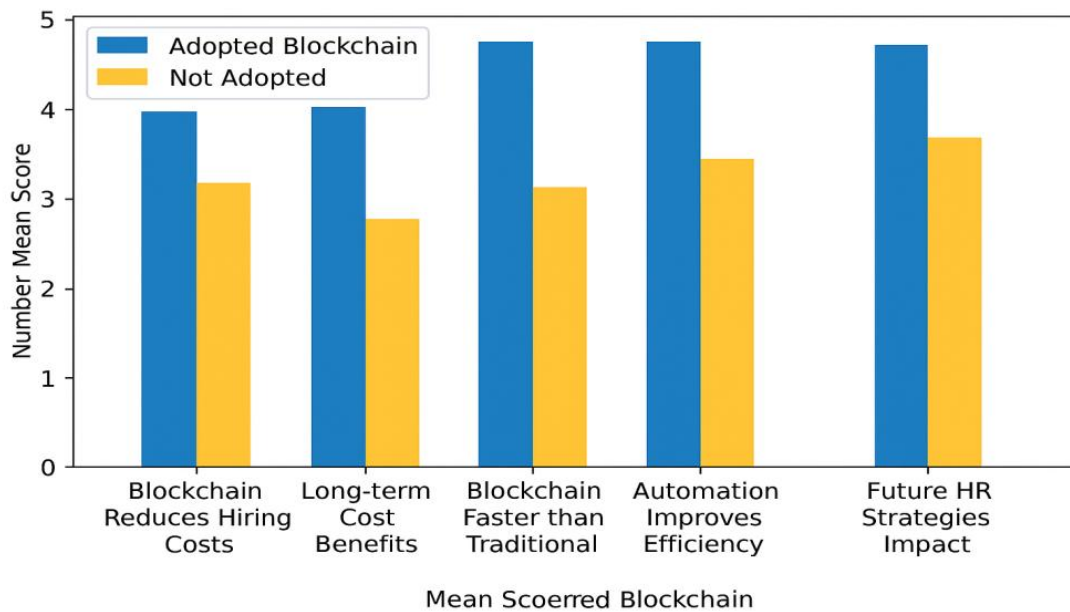 5
4
3
2
1
0
Number Mean Score
Adopted Blockchain
Not Adopted
Blockchain
Reduces Hiring
Costs
Long-term
Cost
Benefits
Blockchain
Faster than
Traditional
Automation
Improves
Efficiency
Future HR
Strategies
Impact
Mean Scoerred Blockchain